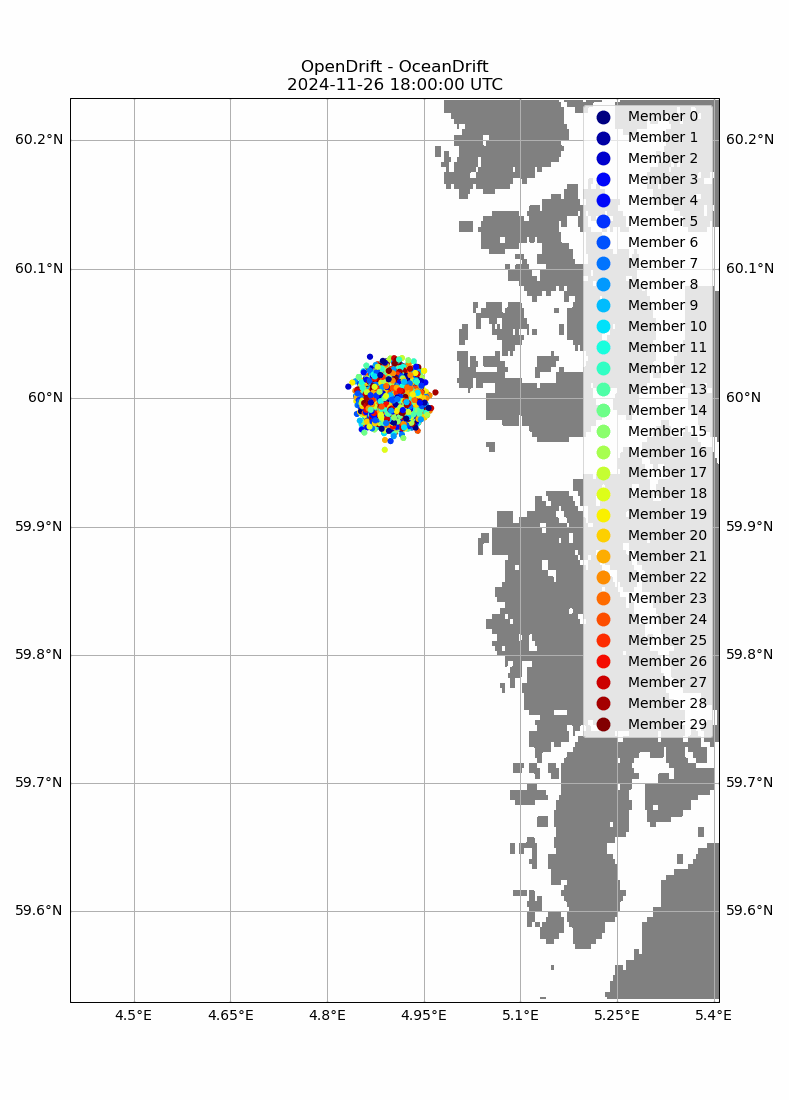 OpenDrift - OceanDrift
2024-11-26 18:00:00 UTC
60.2°N
60.1°N
60°N
59.9°N
59.8°N
59.7°N
59.6°N
Member 0
Member 1
Member 2
Member 3
Member 4
Member 5
Member 6
Member 7
Member 8
Member 9
Member 10
Member 11
Member 12
Member 13
Member 14
Member 15
Member 16
Member 17
Member 18
Member 19
Member 20
Member 21
Member 22
Member 23
Member 24
Member 25
Member 26
Member 27
Member 28
Member 29
60.2°N
60.1°N
60°N
59.9°N
59.8°N
59.7°N
59.6°N
4.5°E 4.65°E 4.8°E 4.95°E 5.1°E 5.25°E 5.4°E